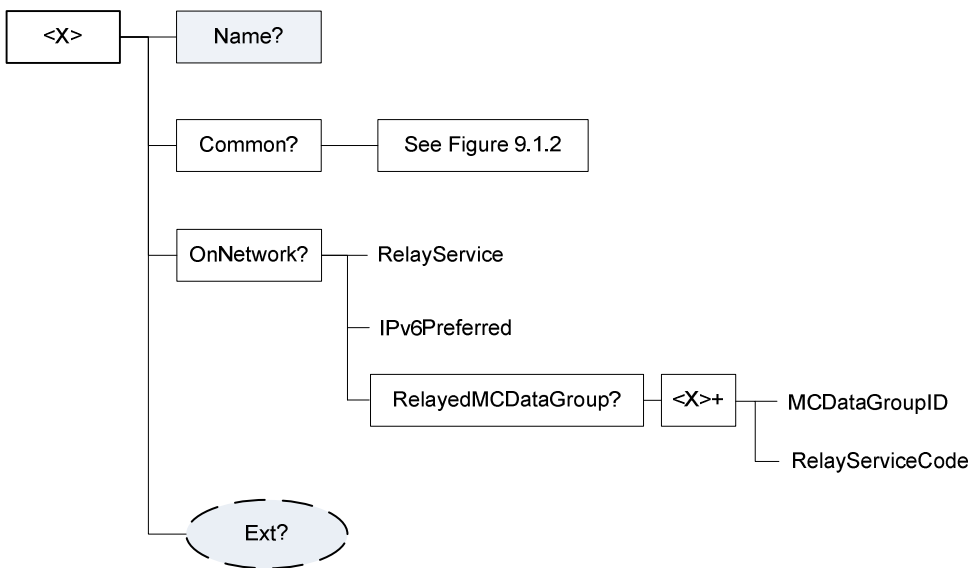 <X>
Name?
Common?
See Figure 9.1.2
OnNetwork?
RelayService
IPv6Preferred
RelayedMCDataGroup?
<X>+
MCDataGroupID
RelayServiceCode
Ext?